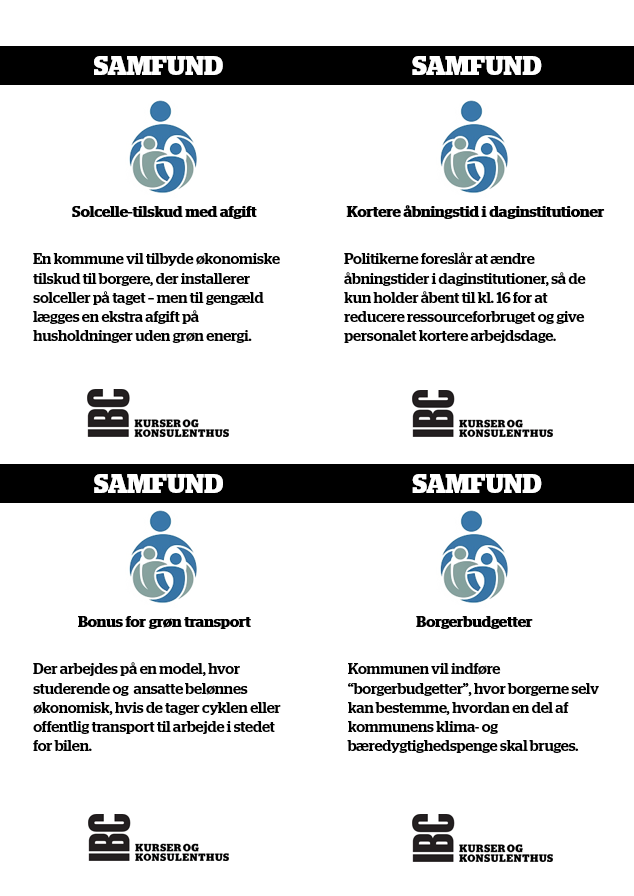 SAMFUND
Solcelle-tilskud med afgift
En kommune vil tilbyde økonomiske
tilskud til borgere, der installerer
solceller på taget – men til gengæld
lægges en ekstra afgift på
husholdninger uden grøn energi.
IBC
KURSER OG
KONSULENTHUS
SAMFUND
Kortere åbningstid i daginstitutioner
Politikerne foreslår at ændre
åbningstider i daginstitutioner, så de
kun holder åbent til kl. 16 for at
reducere ressourceforbruget og give
personalet kortere arbejdsdage.
IBC
KURSER OG
KONSULENTHUS
SAMFUND
Bonus for grøn transport
Der arbejdes på en model, hvor
studerende og  ansatte belønnes
økonomisk, hvis de tager cyklen eller
offentlig transport til arbejde i stedet
for bilen.
IBC
KURSER OG
KONSULENTHUS
SAMFUND
Borgerbudgetter
Kommunen vil indføre
“borgerbudgetter”, hvor borgerne selv
kan bestemme, hvordan en del af
kommunens klima- og
bæredygtighedspenge skal bruges.
IBC
KURSER OG
KONSULENTHUS